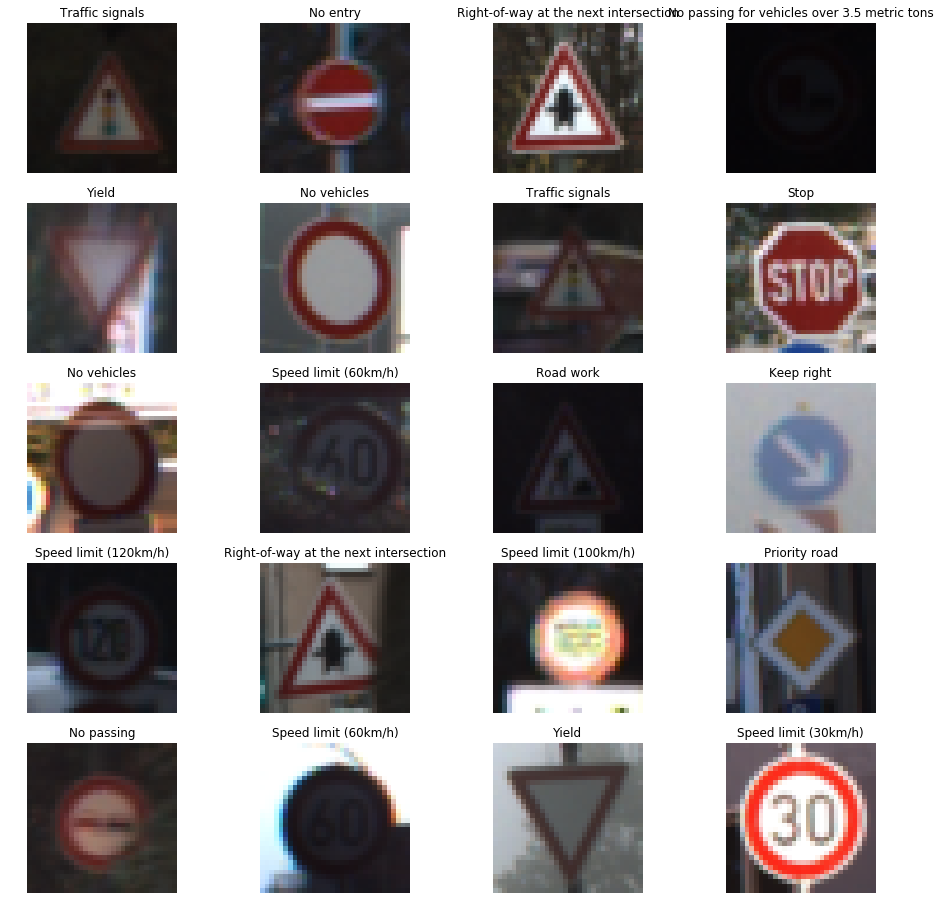 Traffic signals
No entry
Right-of-way at the next intersection
No passing for vehicles over 3.5 metric tons
Yield
No vehicles
Traffic signals
Stop
STOP
No vehicles
Speed limit (60km/h)
60
Road work
Keep right
Speed limit (120km/h)
120
Right-of-way at the next intersection
Speed limit (100km/h)
Priority road
No passing
Speed limit (60km/h)
60
Yield
Speed limit (30km/h)
30